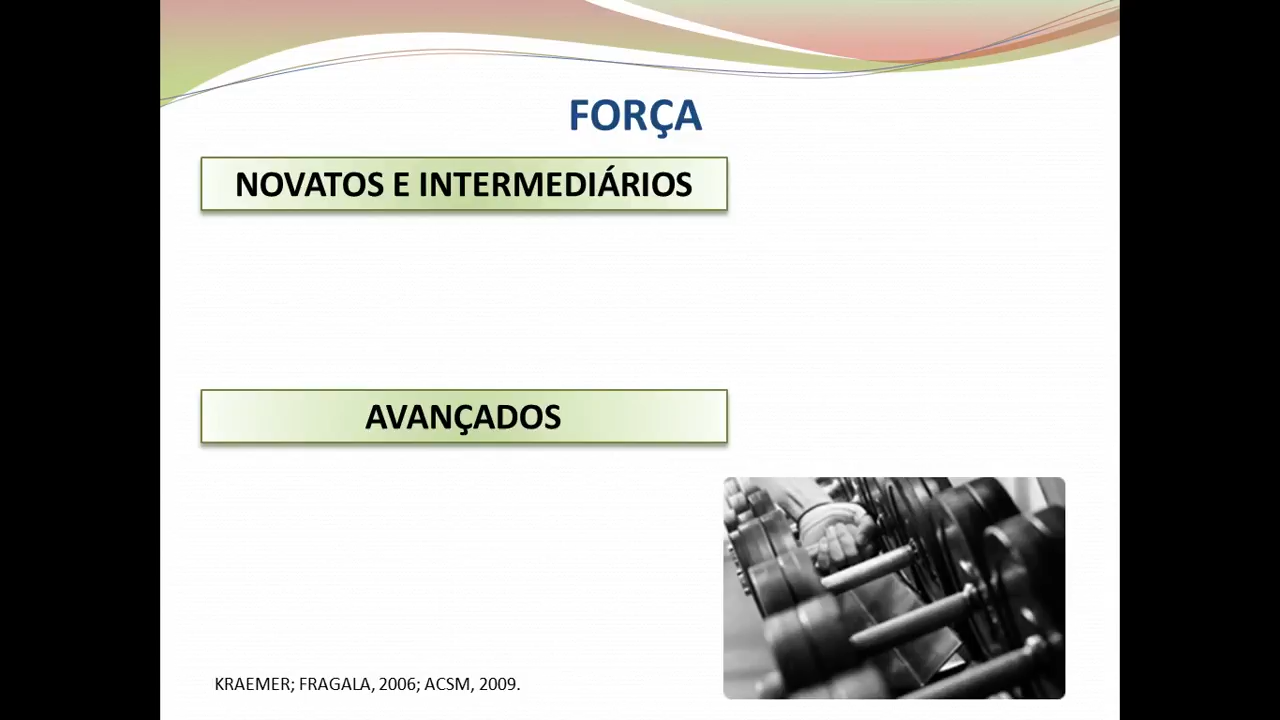 FORÇA
NOVATOS E INTERMEDIÁRIOS
AVANÇADOS
KRAEMER; FRAGALA, 2006; ACSM, 2009.